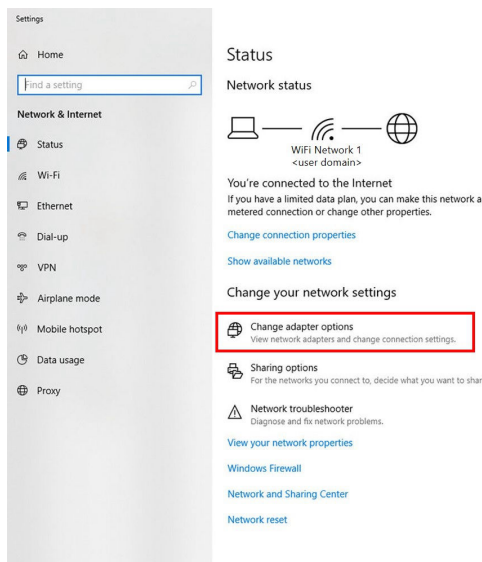 Settings
Home
Find a setting
Network & Internet
Status
Wi-Fi
Ethernet
Dial-up
VPN
Airplane mode
Mobile hotspot
Data usage
Proxy
Status
Network status
WiFi Network 1
<user domain>
You're connected to the Internet
If you have a limited data plan, you can make this network a
metered connection or change other properties.
Change connection properties
Show available networks
Change your network settings
Change adapter options
View network adapters and change connection settings.
Sharing options
For the networks you connect to, decide what you want to shar
Network troubleshooter
Diagnose and fix network problems.
View your network properties
Windows Firewall
Network and Sharing Center
Network reset